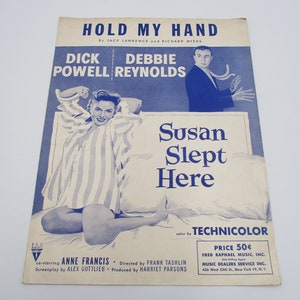 HOLD MY HAND
By JACK LAWRENCE and RICHARD MYERS
DICK POWELL
DEBBIE REYNOLDS
Susan
Slept
Here
color by TECHNICOLOR
co-starring ANNE FRANCIS • Directed by FRANK TASHLIN
Screenplay by ALEX GOTTLIEB • Produced by HARRIET PARSONS
PRICE 50¢
FRED RAPHAEL MUSIC, INC.
MUSIC DEALERS SERVICE INC.